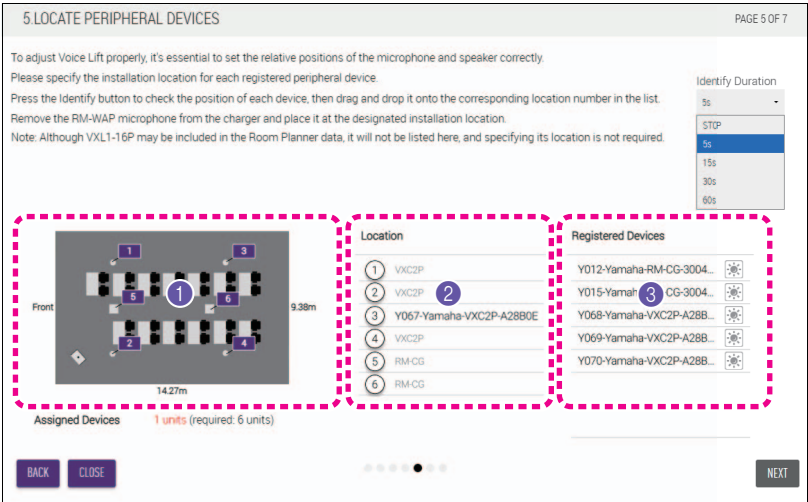 5.LOCATE PERIPHERAL DEVICES
PAGE 5 OF 7
To adjust Voice Lift properly, it's essential to set the relative positions of the microphone and speaker correctly.
Please specify the installation location for each registered peripheral device.
Press the Identify button to check the position of each device, then drag and drop it onto the corresponding location number in the list.
Remove the RM-WAP microphone from the charger and place it at the designated installation location.
Note: Although VXL1-16P may be included in the Room Planner data, it will not be listed here, and specifying its location is not required.
Identify Duration
5s
STOP
5s
15s
30s
60s
1
3
5
1
6
2
4
Front
9.38m
14.27m
Location
1 VXC2P
2 VXC2P
2
3 Y067-Yamaha-VXC2P-A28B0E
4 VXC2P
5 RM-CG
6 RM-CG
Registered Devices
Y012-Yamaha-RM-CG-3004...
Y015-Yamah CG-3004...
3
Y068-Yamaha-VXC2P-A28B...
Y069-Yamaha-VXC2P-A28B...
Y070-Yamaha-VXC2P-A28B...
Assigned Devices 1 units (required: 6 units)
BACK
CLOSE
NEXT